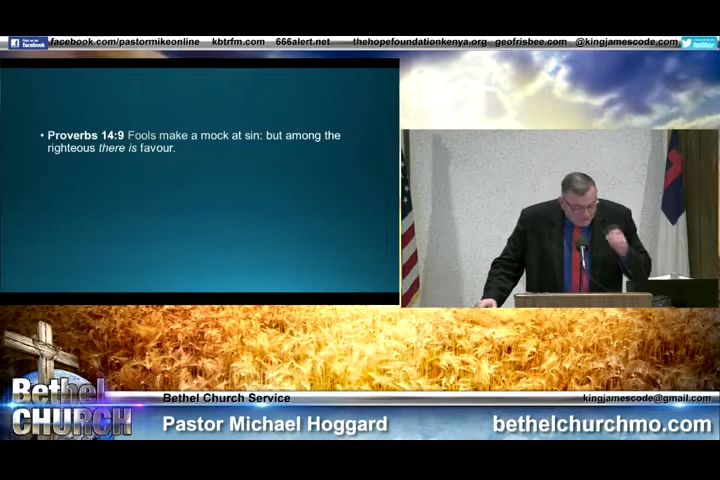 facebook.com/pastormikeonline kbtrfm.com 666alert.net thehopefoundationkenya.org geofrisbee.com @kingjamescode.com
• Proverbs 14:9 Fools make a mock at sin: but among the
righteous there is favour.
Bethel
CHURCH
Bethel Church Service kingjamescode@gmail.com
Pastor Michael Hoggard bethelchurchmo.com